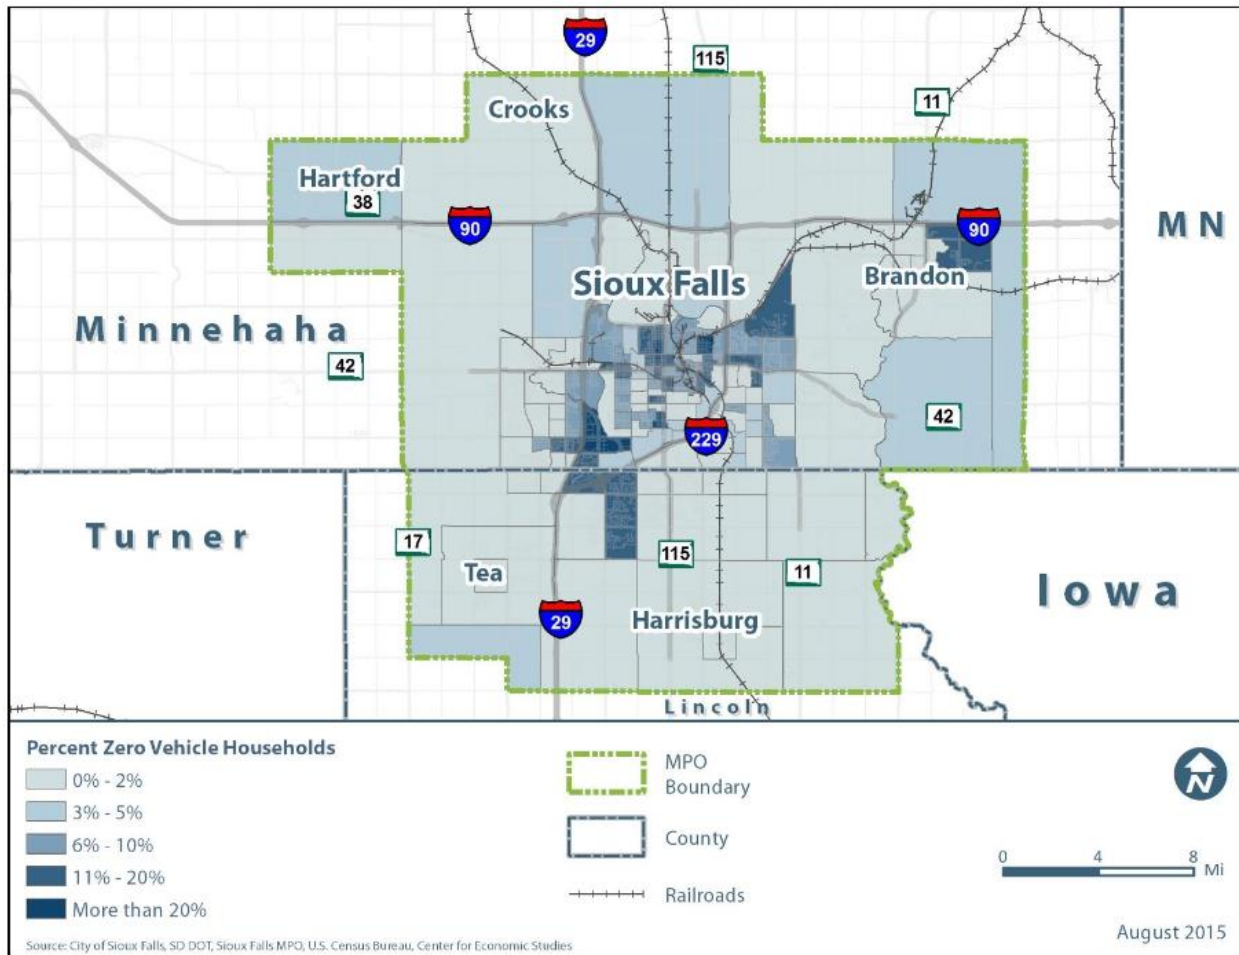 29
115
11
Crooks
Hartford
38
90
90
MN
Sioux Falls
Brandon
Minnehaha
42
42
229
Turner
17
115
Tea
11
Iowa
29
Harrisburg
Lincoln
Percent Zero Vehicle Households
0% - 2%
3% - 5%
6% - 10%
11% - 20%
More than 20%
MPO
Boundary
County
Railroads
N
0 4 8 Mi
August 2015
Source: City of Sioux Falls, SD DOT, Sioux Falls MPO, U.S. Census Bureau, Center for Economic Studies